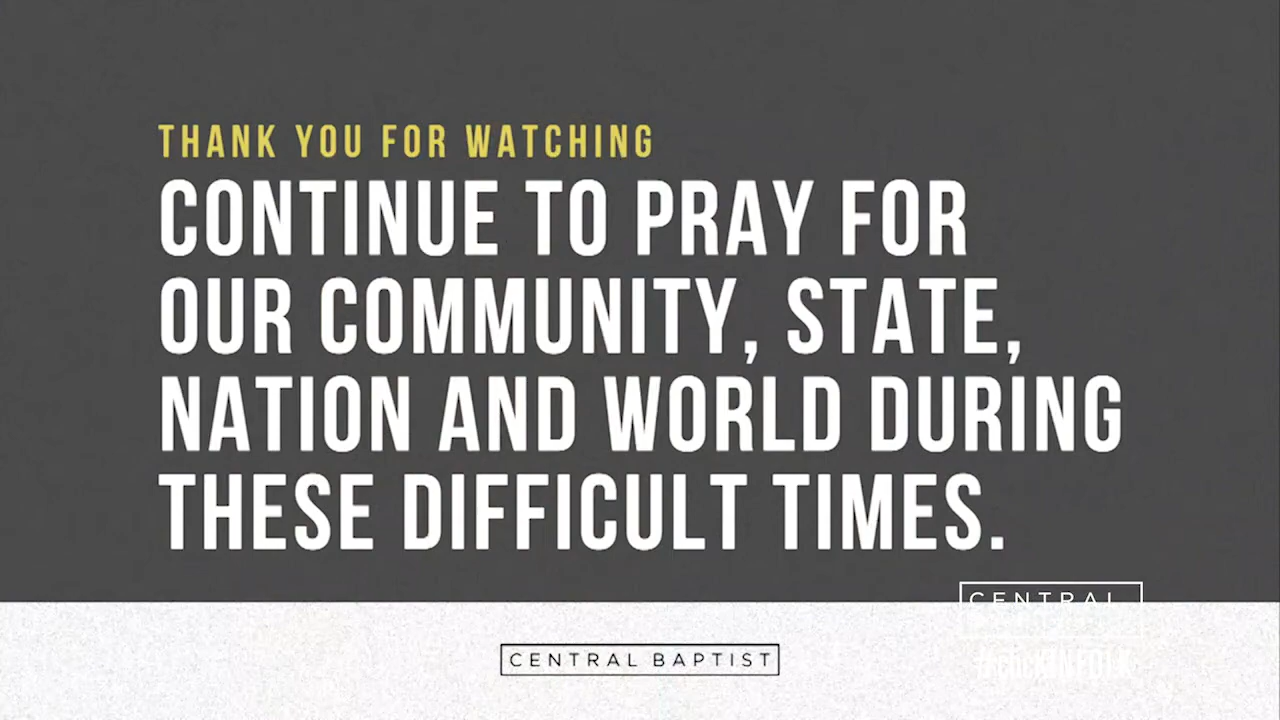 THANK YOU FOR WATCHING
CONTINUE TO PRAY FOR
OUR COMMUNITY, STATE,
NATION AND WORLD DURING
THESE DIFFICULT TIMES.
CENTRAL
CENTRAL BAPTIST